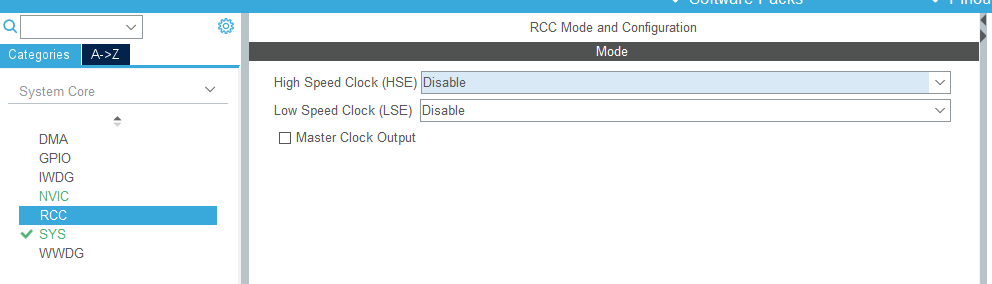 Software Packs
Pinout
RCC Mode and Configuration
Mode
Categories
A->Z
System Core
DMA
GPIO
IWDG
NVIC
RCC
SYS
WWDG
High Speed Clock (HSE) Disable
Low Speed Clock (LSE) Disable
Master Clock Output